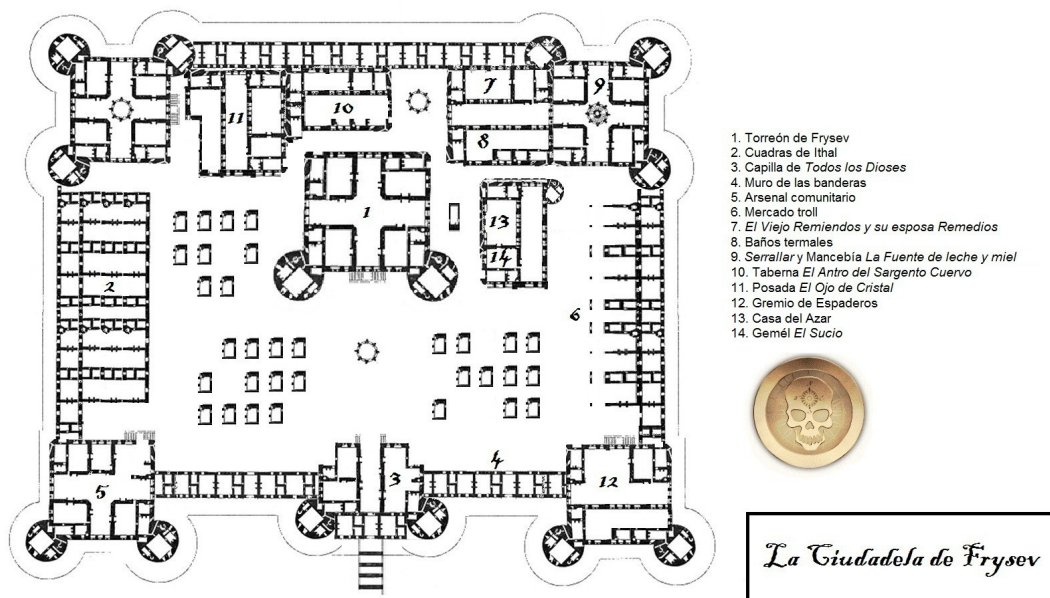 7
9
10
11
8
1
13
14
2
6
4
3
5
12
1. Torreón de Frysev
2. Cuadras de Ithal
3. Capilla de Todos los Dioses
4. Muro de las banderas
5. Arsenal comunitario
6. Mercado troll
7. El Viejo Remiendos y su esposa Remedios
8. Baños termales
9. Serrallar y Mancebía La Fuente de leche y miel
10. Taberna El Antro del Sargento Cuervo
11. Posada El Ojo de Cristal
12. Gremio de Espaderos
13. Casa del Azar
14. Gemél El Sucio
La Ciudadela de Frysev